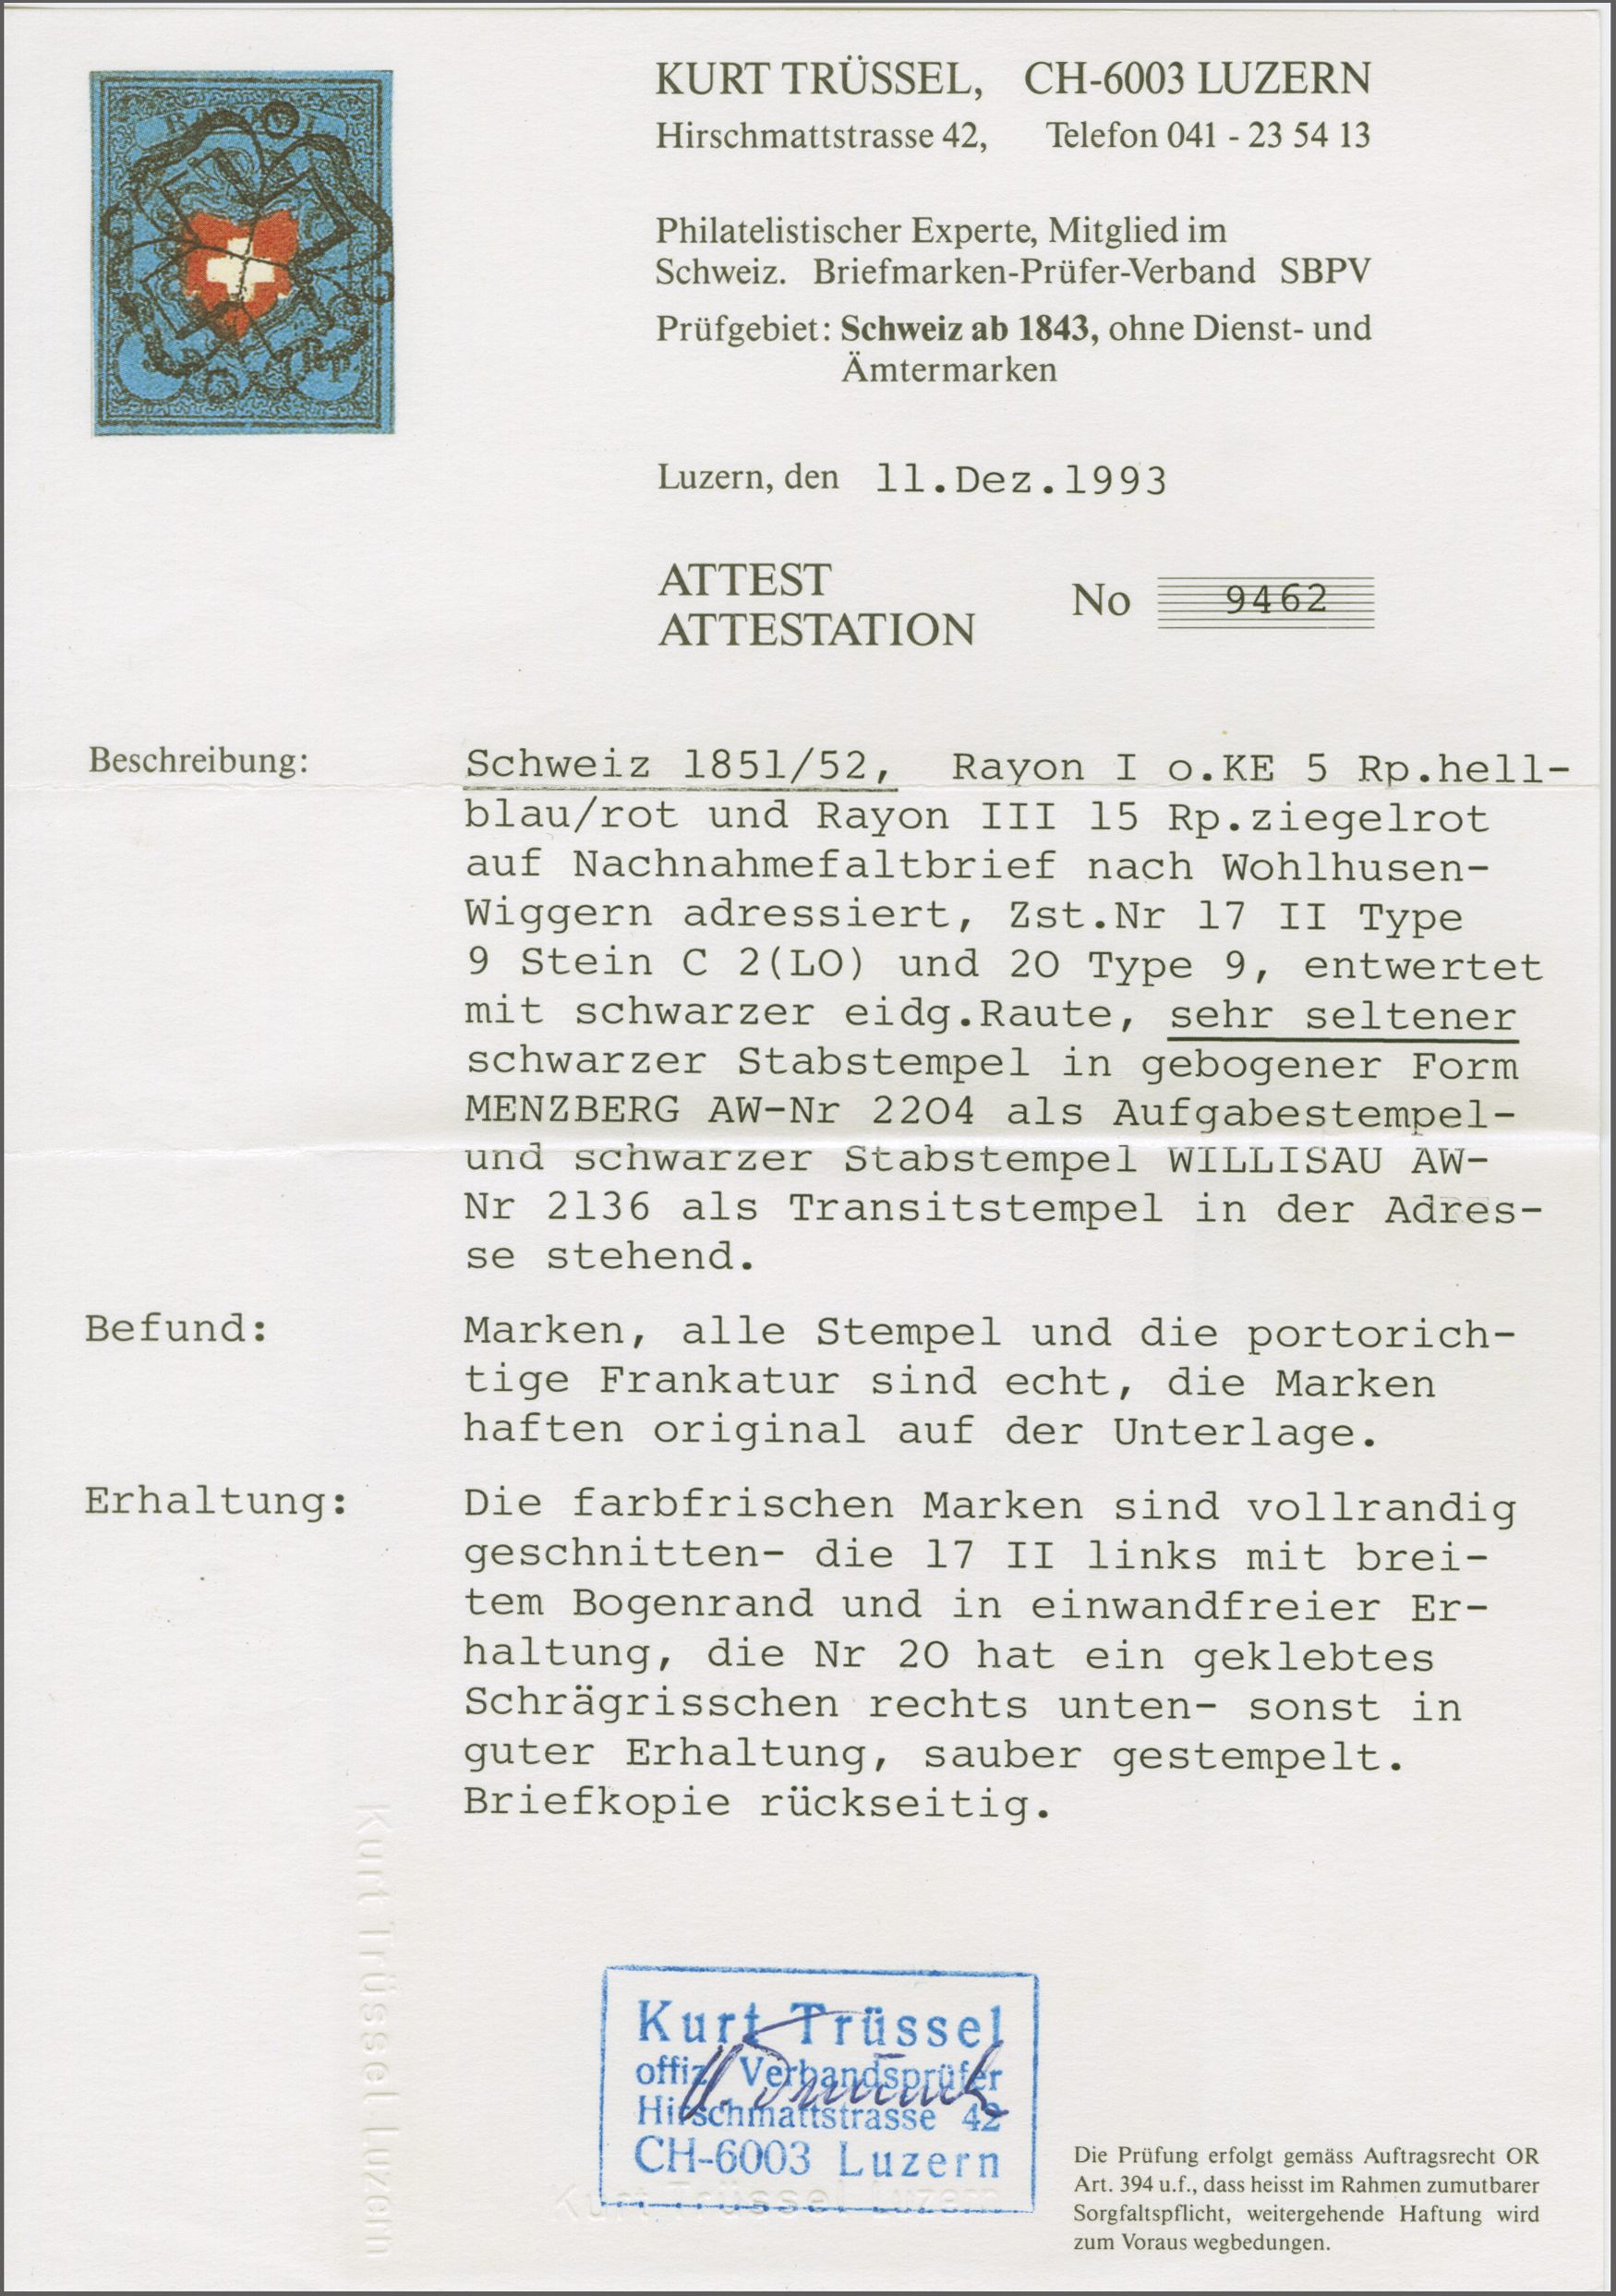 KURT TRÜSSEL, CH-6003 LUZERN
Hirschmattstrasse 42, Telefon 041 - 23 54 13
Philatelistischer Experte, Mitglied im
Schweiz. Briefmarken-Prüfer-Verband SBPV
Prüfgebiet: Schweiz ab 1843, ohne Dienst- und
Ämtermarken
Luzern, den 11.Dez.1993
ATTEST
ATTESTATION
No 9462
Beschreibung: Schweiz 1851/52, Rayon I o.KE 5 Rp.hell-
blau/rot und Rayon III 15 Rp.ziegelrot
auf Nachnahmefaltbrief nach Wohlhusen-
Wiggern adressiert, Zst.Nr 17 II Type
9 Stein C 2(LO) und 20 Type 9, entwertet
mit schwarzer eidg.Raute, sehr seltener
schwarzer Stabstempel in gebogener Form
MENZBERG AW-Nr 2204 als Aufgabestempel-
und schwarzer Stabstempel WILLISAU AW-
Nr 2136 als Transitstempel in der Adres-
se stehend.
Befund: Marken, alle Stempel und die portorich-
tige Frankatur sind echt, die Marken
haften original auf der Unterlage.
Erhaltung: Die farbfrischen Marken sind vollrandig
geschnitten- die 17 II links mit brei-
tem Bogenrand und in einwandfreier Er-
haltung, die Nr 20 hat ein geklebtes
Schrägrisschen rechts unten- sonst in
guter Erhaltung, sauber gestempelt.
Briefkopie rückseitig.
Kurt Trüssel Luzern
Kurt Trüssel
offiz. Verbandsprüfer
Hirschmattstrasse 42
CH-6003 Luzern
Kurt Trüssel Luzern
Die Prüfung erfolgt gemäss Auftragsrecht OR
Art. 394 u.f., dass heisst im Rahmen zumutbarer
Sorgfaltspflicht, weitergehende Haftung wird
zum Voraus wegbedungen.